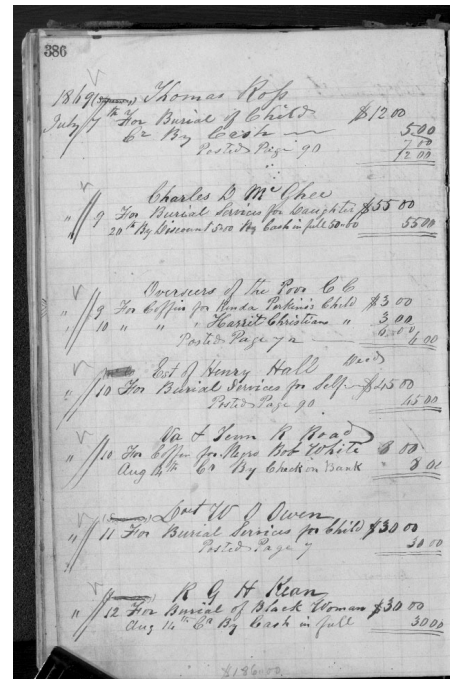 386
1869 Thomas Ross
July 7th For Burial of Child $12 00
Cr By Cash 5 00
Posted Page 90 7 00
12 00
Charles D McGhee
" 9 For Burial Services for Daughter $55 00
20th By Discount 5.00 By Cash in full 50.00 55 00
Overseers of the Poor C C
" 9 For Coffin for Rinda Perkins Child $3 00
" 10 " " " Harriet Christians " 3 00
Posted Page 72 6 00
Est of Henry Hall
" 10 For Burial Services for Self $45 00
Posted Page 90 45 00
Va & Tenn R Road
" 10 For Coffin for Negro Bob White 8 00
Aug 14th Cr By Check on Bank 8 00
W O Owen
" 11 For Burial Services for Child $30 00
Posted Page 7 30 00
R G H Kean
" 12 For Burial of Black Woman $30 00
Aug 14th Cr By Cash in full 30 00
$186.00